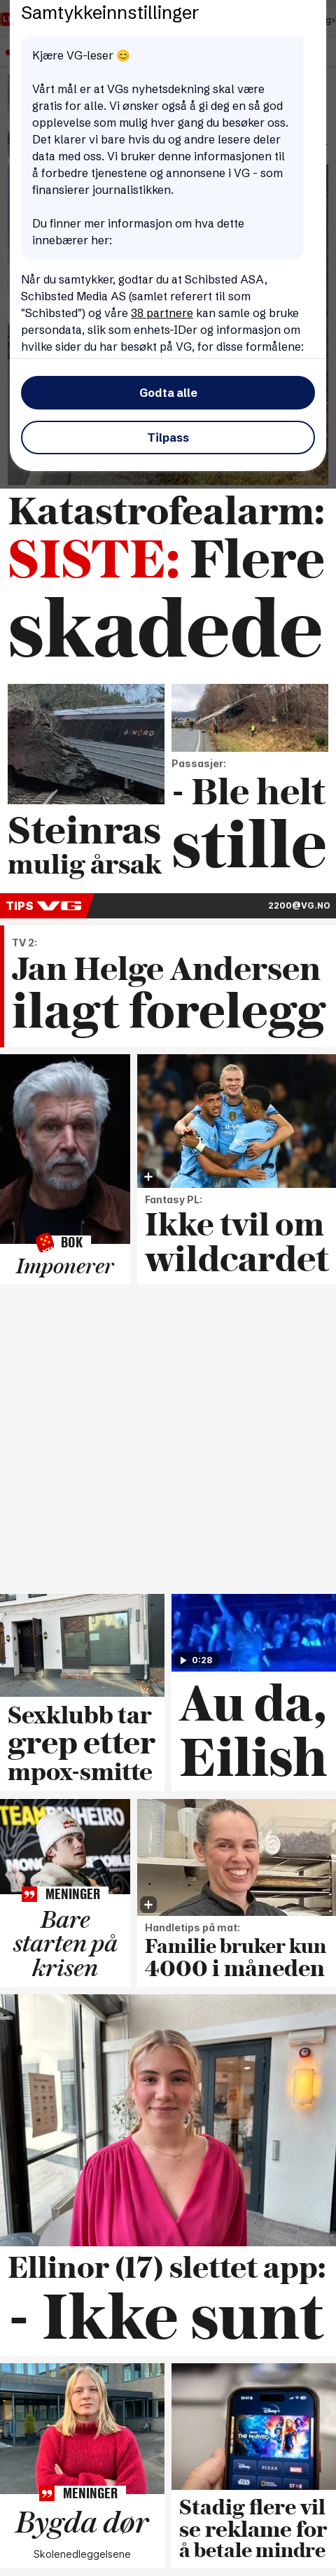 Samtykkeinnstillinger
Kjære VG-leser 😊
Vårt mål er at VGs nyhetsdekning skal være
gratis for alle. Vi ønsker også å gi deg en så god
opplevelse som mulig hver gang du besøker oss.
Det klarer vi bare hvis du og andre lesere deler
data med oss. Vi bruker denne informasjonen til
å forbedre tjenestene og annonsene i VG - som
finansierer journalistikken.
Du finner mer informasjon om hva dette
innebærer her:
Når du samtykker, godtar du at Schibsted ASA,
Schibsted Media AS (samlet referert til som
"Schibsted") og våre 38 partnere kan samle og bruke
persondata, slik som enhets-IDer og informasjon om
hvilke sider du har besøkt på VG, for disse formålene:
Godta alle
Tilpass
Katastrofealarm:
SISTE: Flere
skadede
G NORD
Steinras
mulig årsak
Passasjer:
- Ble helt
stille
TIPS VG
2200@VG.NO
TV 2:
Jan Helge Andersen
ilagt forelegg
BOK
Imponerer
Fantasy PL:
Ikke tvil om
wildcardet
Sexklubb tar
grep etter
mpox-smitte
0:28
Au da,
Eilish
MENINGER
Bare
starten på
krisen
Handletips på mat:
Familie bruker kun
4000 i måneden
Ellinor (17) slettet app:
- Ikke sunt
MENINGER
Bygda dør
Skolenedleggelsene
Disney+
Stadig flere vil
se reklame for
å betale mindre